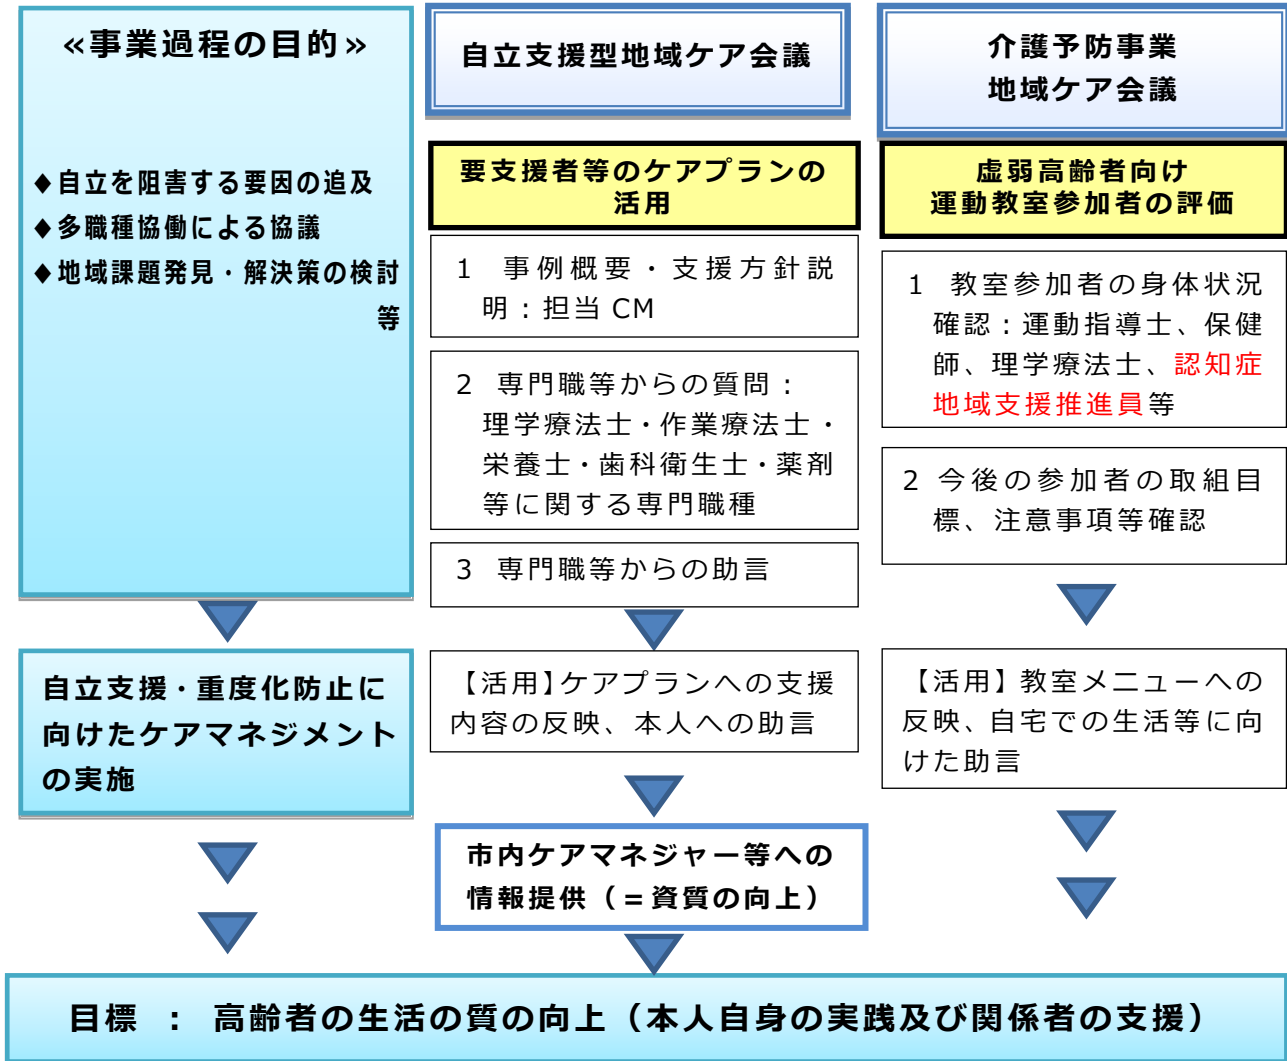 ≪事業過程の目的≫
◆自立を阻害する要因の追及
◆多職種協働による協議
◆地域課題発見・解決策の検討
等
自立支援・重度化防止に
向けたケアマネジメント
の実施
自立支援型地域ケア会議
要支援者等のケアプランの
活用
1 事例概要・支援方針説
明：担当 CM
2 専門職等からの質問：
理学療法士・作業療法士・
栄養士・歯科衛生士・薬剤
等に関する専門職種
3 専門職等からの助言
【活用】ケアプランへの支援
内容の反映、本人への助言
市内ケアマネジャー等への
情報提供（＝資質の向上）
介護予防事業
地域ケア会議
虚弱高齢者向け
運動教室参加者の評価
1 教室参加者の身体状況
確認：運動指導士、保健
師、理学療法士、認知症
地域支援推進員等
2 今後の参加者の取組目
標、注意事項等確認
【活用】教室メニューへの
反映、自宅での生活等に向
けた助言
目標 ： 高齢者の生活の質の向上（本人自身の実践及び関係者の支援）